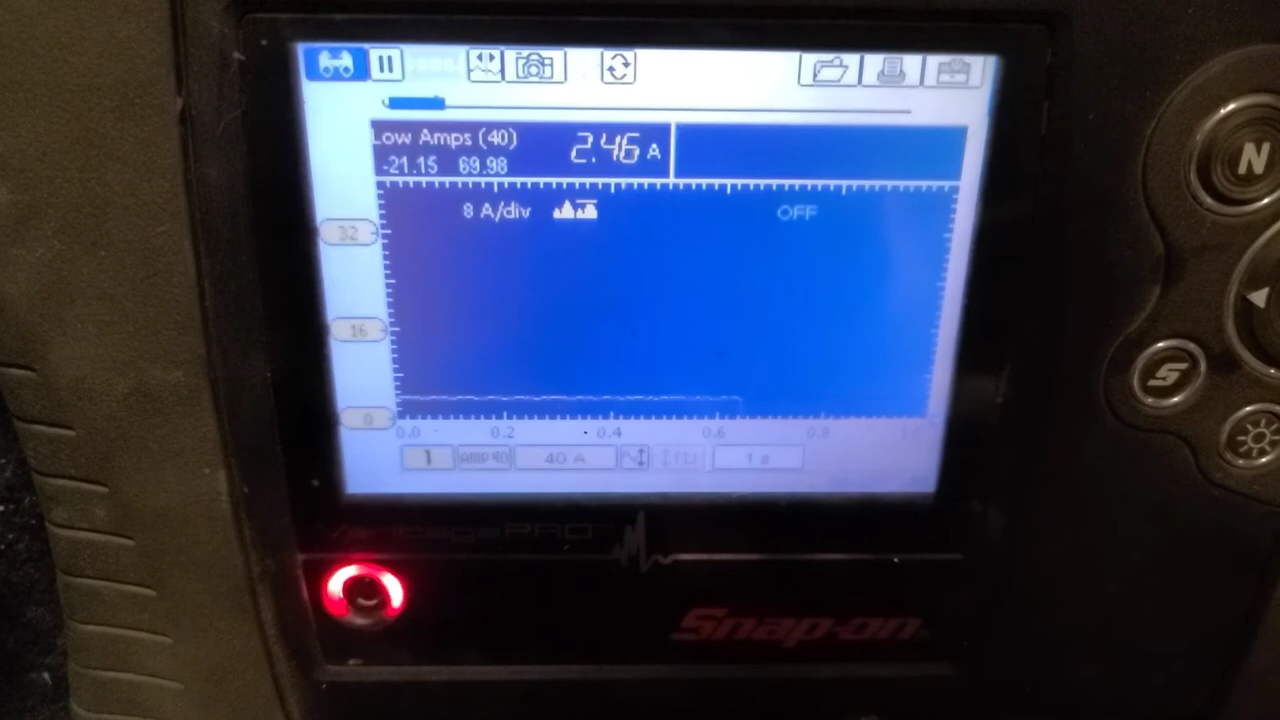 Low Amps (40) 2.46 A
-21.15 69.98
8 A/div OFF
32
16
0
0.0 0.2 0.4 0.6 0.8
1 AMP 40 40 A 1 s
VantagePRO
Snap-on
N
S